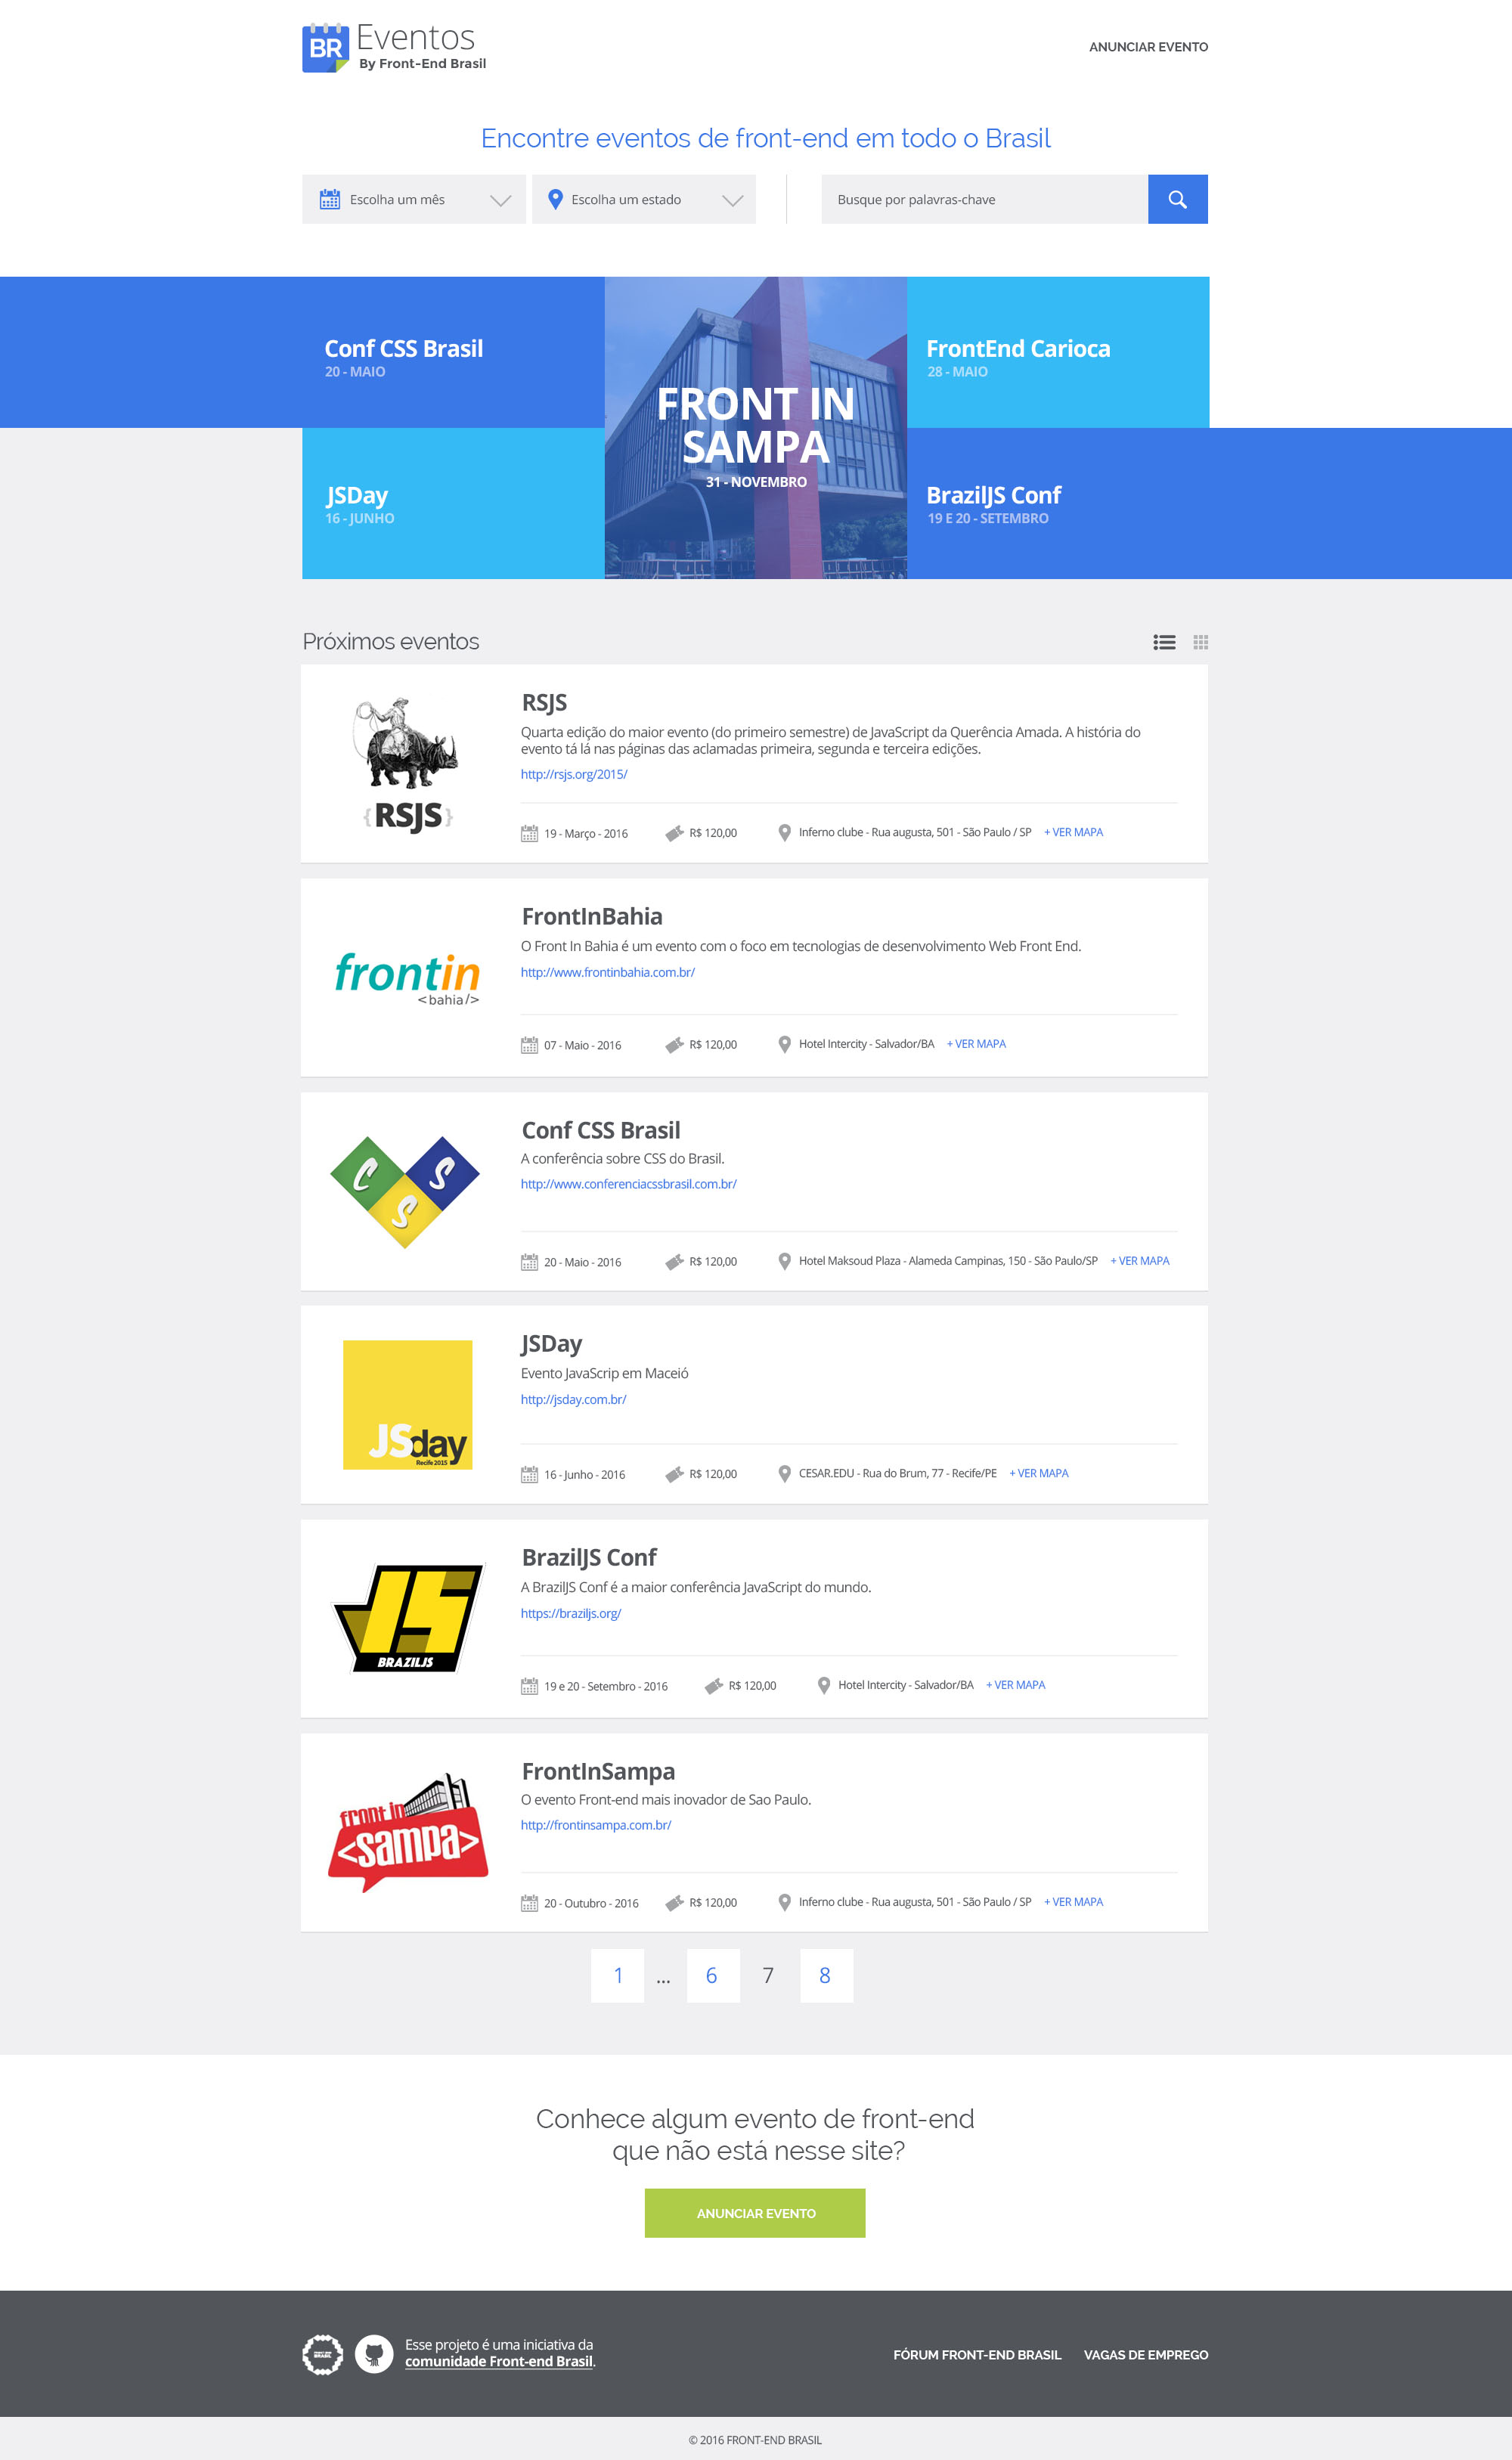 BR
Eventos
By Front-End Brasil
ANUNCIAR EVENTO
Encontre eventos de front-end em todo o Brasil
Escolha um mês
Escolha um estado
Busque por palavras-chave
Conf CSS Brasil
20 - MAIO
FRONT IN
SAMPA
31 - NOVEMBRO
FrontEnd Carioca
28 - MAIO
JSDay
16 - JUNHO
BrazilJS Conf
19 E 20 - SETEMBRO
Próximos eventos
{RSJS}
RSJS
Quarta edição do maior evento (do primeiro semestre) de JavaScript da Querência Amada. A história do
evento tá lá nas páginas das aclamadas primeira, segunda e terceira edições.
http://rsjs.org/2015/
19 - Março - 2016
R$ 120,00
Inferno clube - Rua augusta, 501 - São Paulo / SP
+ VER MAPA
frontin
<bahia/>
FrontInBahia
O Front In Bahia é um evento com o foco em tecnologias de desenvolvimento Web Front End.
http://www.frontinbahia.com.br/
07 - Maio - 2016
R$ 120,00
Hotel Intercity - Salvador/BA
+ VER MAPA
C S S
Conf CSS Brasil
A conferência sobre CSS do Brasil.
http://www.conferenciacssbrasil.com.br/
20 - Maio - 2016
R$ 120,00
Hotel Maksoud Plaza - Alameda Campinas, 150 - São Paulo/SP
+ VER MAPA
JSday
Recife 2015
JSDay
Evento JavaScrip em Maceió
http://jsday.com.br/
16 - Junho - 2016
R$ 120,00
CESAR.EDU - Rua do Brum, 77 - Recife/PE
+ VER MAPA
JS
BRAZILJS
BrazilJS Conf
A BrazilJS Conf é a maior conferência JavaScript do mundo.
https://braziljs.org/
19 e 20 - Setembro - 2016
R$ 120,00
Hotel Intercity - Salvador/BA
+ VER MAPA
front in
<sampa>
FrontInSampa
O evento Front-end mais inovador de Sao Paulo.
http://frontinsampa.com.br/
20 - Outubro - 2016
R$ 120,00
Inferno clube - Rua augusta, 501 - São Paulo / SP
+ VER MAPA
1 ... 6 7 8
Conhece algum evento de front-end
que não está nesse site?
ANUNCIAR EVENTO
Esse projeto é uma iniciativa da
comunidade Front-end Brasil.
FÓRUM FRONT-END BRASIL
VAGAS DE EMPREGO
© 2016 FRONT-END BRASIL